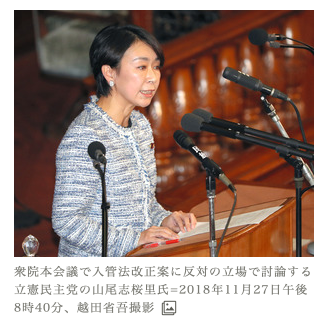 衆院本会議で入管法改正案に反対の立場で討論する
立憲民主党の山尾志桜里氏=2018年11月27日午後
8時40分、越田省吾撮影